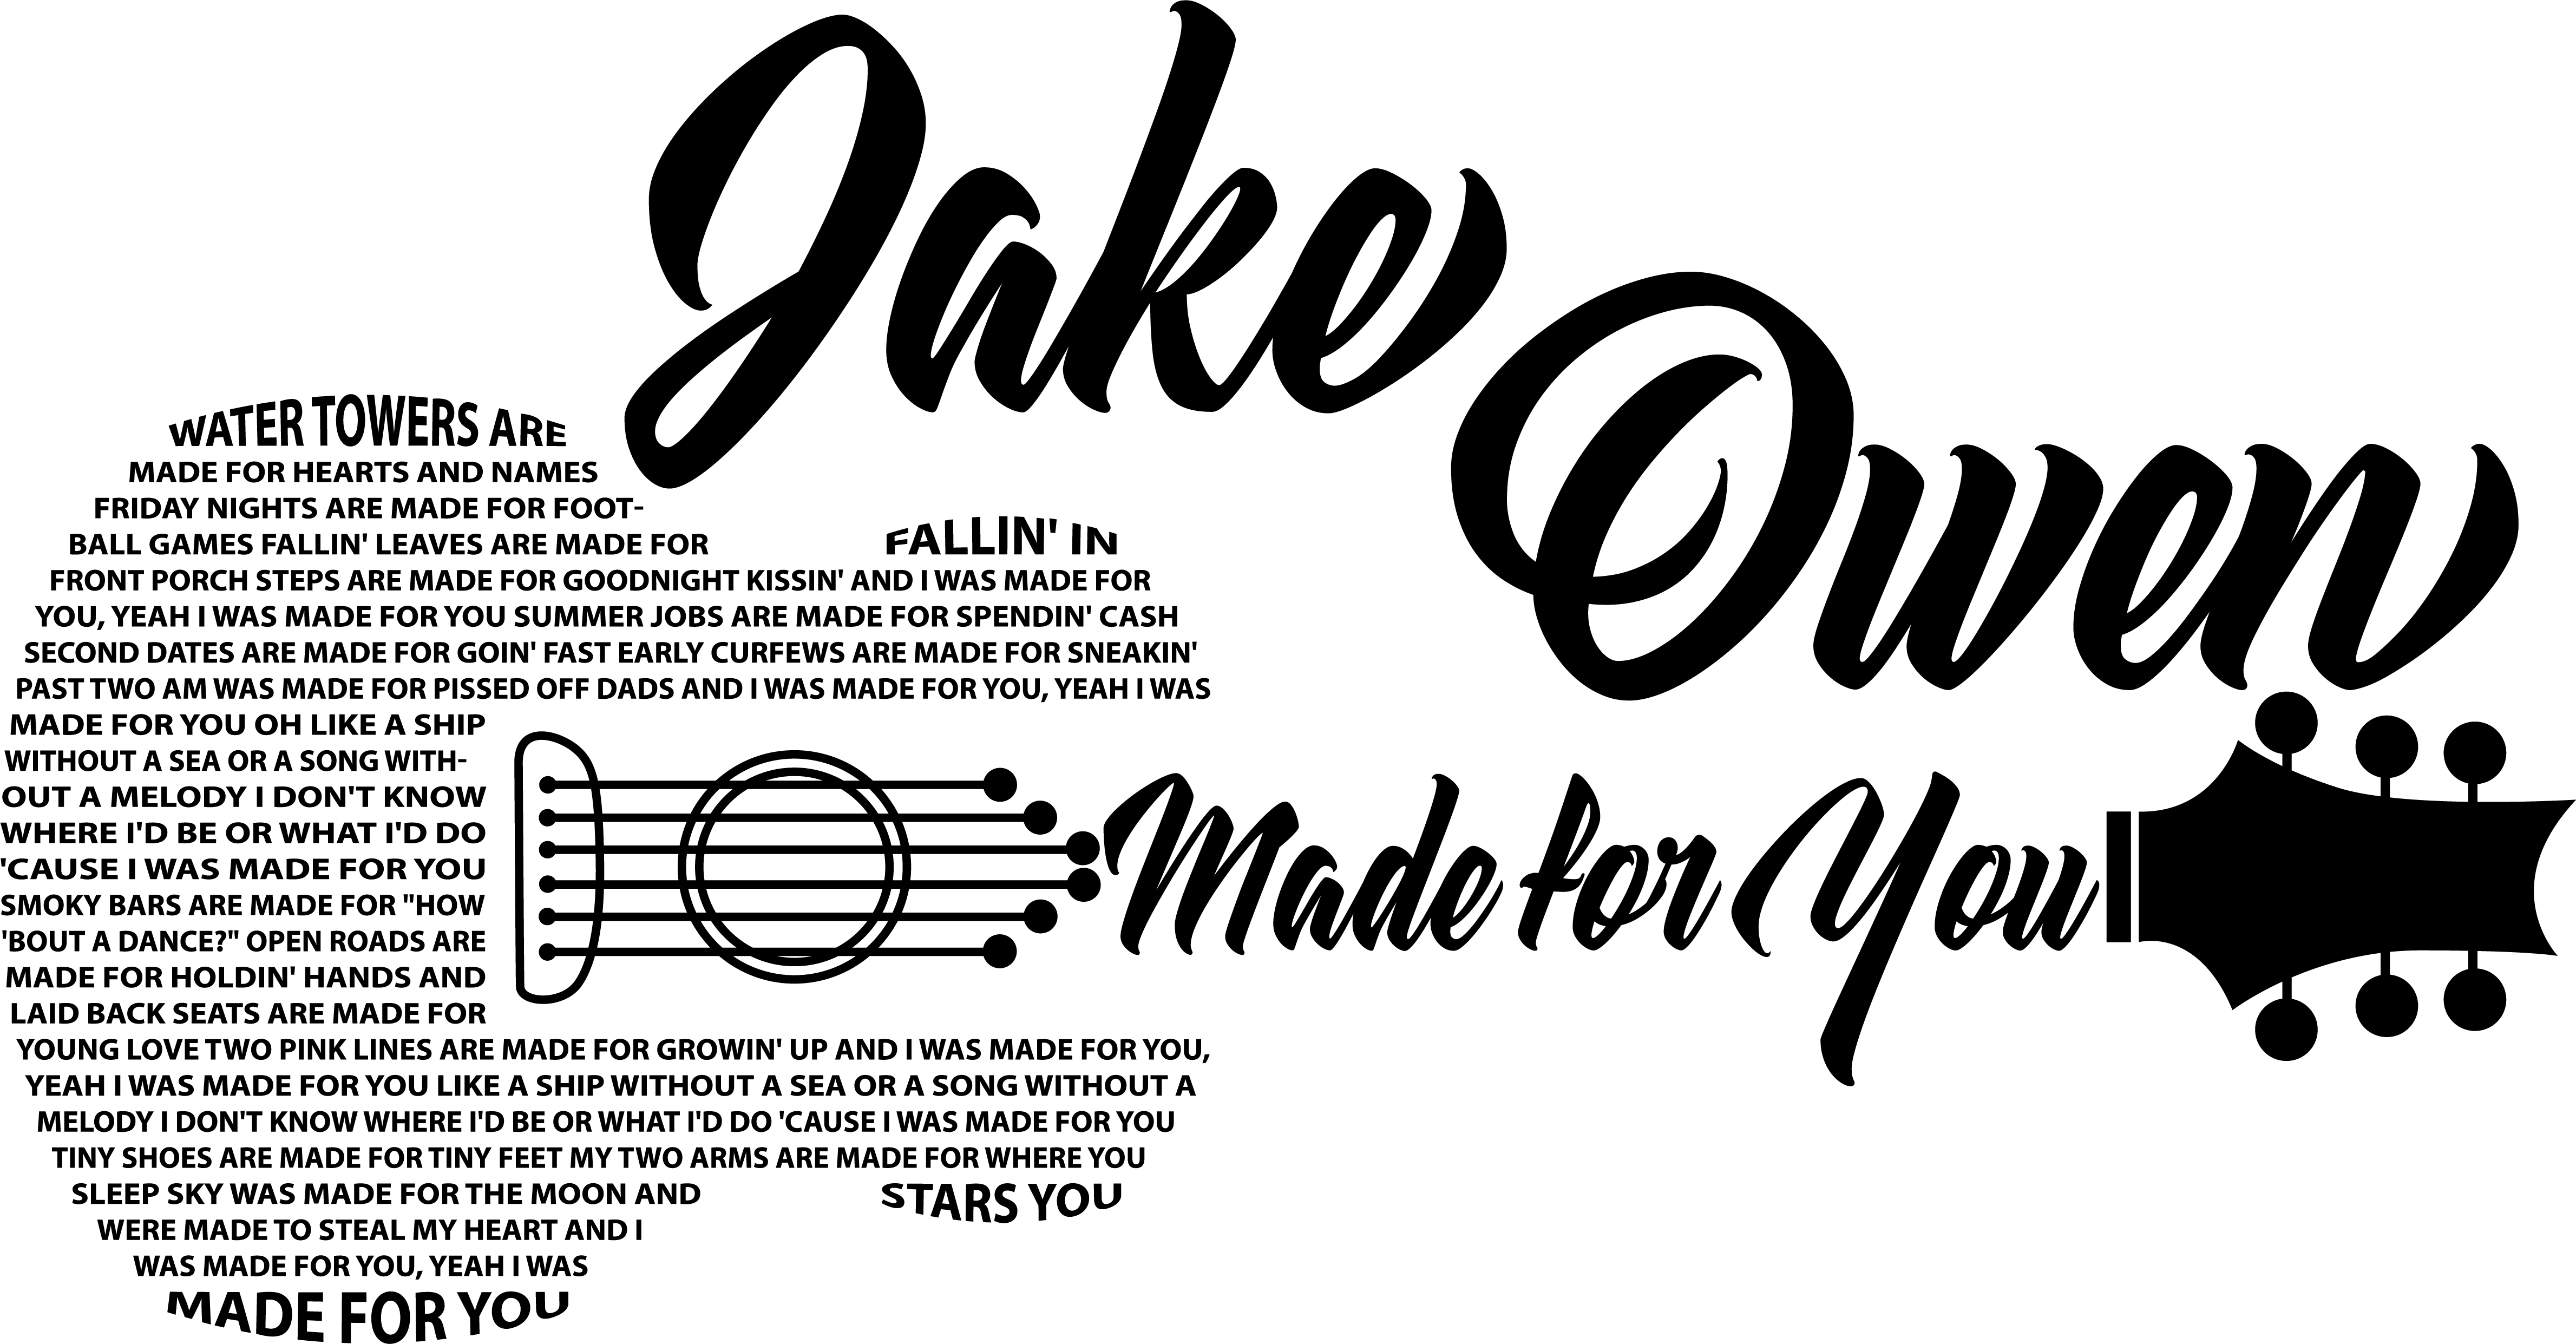 Jake
Owen
WATER TOWERS ARE
MADE FOR HEARTS AND NAMES
FRIDAY NIGHTS ARE MADE FOR FOOT-
BALL GAMES FALLIN' LEAVES ARE MADE FOR FALLIN' IN
FRONT PORCH STEPS ARE MADE FOR GOODNIGHT KISSIN' AND I WAS MADE FOR
YOU, YEAH I WAS MADE FOR YOU SUMMER JOBS ARE MADE FOR SPENDIN' CASH
SECOND DATES ARE MADE FOR GOIN' FAST EARLY CURFEWS ARE MADE FOR SNEAKIN'
PAST TWO AM WAS MADE FOR PISSED OFF DADS AND I WAS MADE FOR YOU, YEAH I WAS
MADE FOR YOU OH LIKE A SHIP
WITHOUT A SEA OR A SONG WITH-
OUT A MELODY I DON'T KNOW
WHERE I'D BE OR WHAT I'D DO
'CAUSE I WAS MADE FOR YOU
SMOKY BARS ARE MADE FOR "HOW
'BOUT A DANCE?" OPEN ROADS ARE
MADE FOR HOLDIN' HANDS AND
LAID BACK SEATS ARE MADE FOR
YOUNG LOVE TWO PINK LINES ARE MADE FOR GROWIN' UP AND I WAS MADE FOR YOU,
YEAH I WAS MADE FOR YOU LIKE A SHIP WITHOUT A SEA OR A SONG WITHOUT A
MELODY I DON'T KNOW WHERE I'D BE OR WHAT I'D DO 'CAUSE I WAS MADE FOR YOU
TINY SHOES ARE MADE FOR TINY FEET MY TWO ARMS ARE MADE FOR WHERE YOU
SLEEP SKY WAS MADE FOR THE MOON AND STARS YOU
WERE MADE TO STEAL MY HEART AND I
WAS MADE FOR YOU, YEAH I WAS
MADE FOR YOU
Made for You